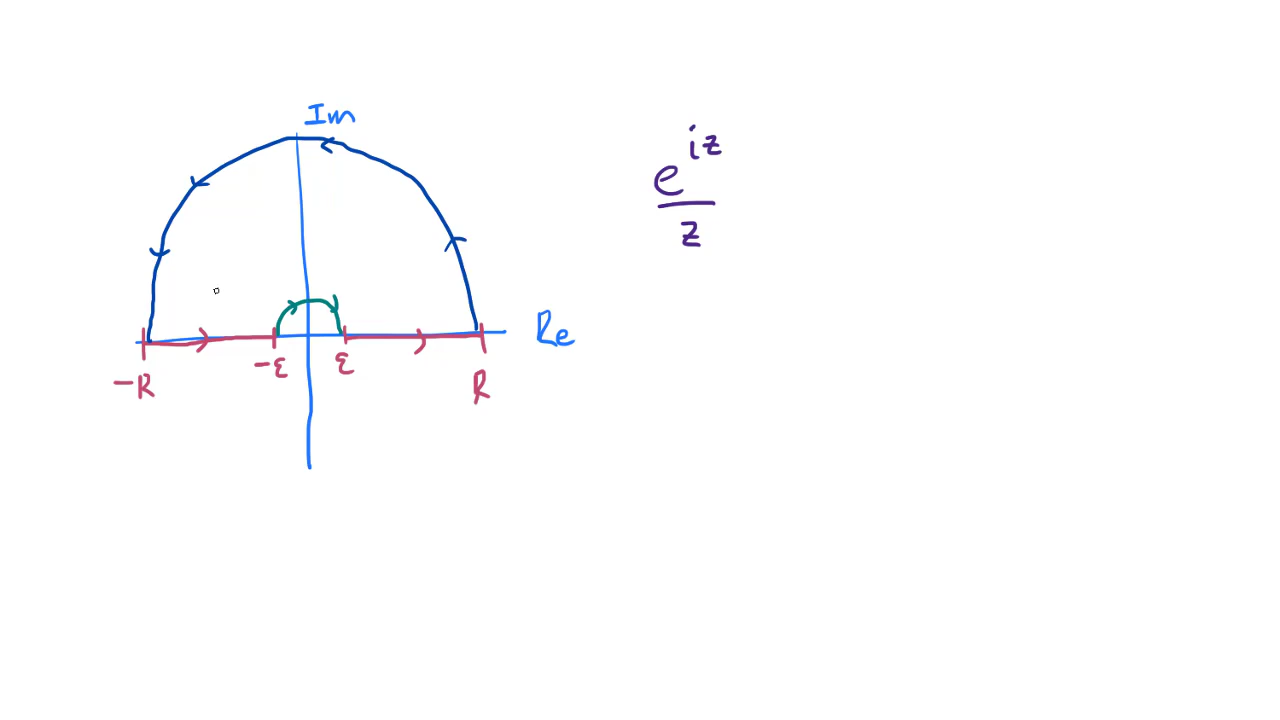 Im
e^{iz}
z
Re
-ε ε
-R R